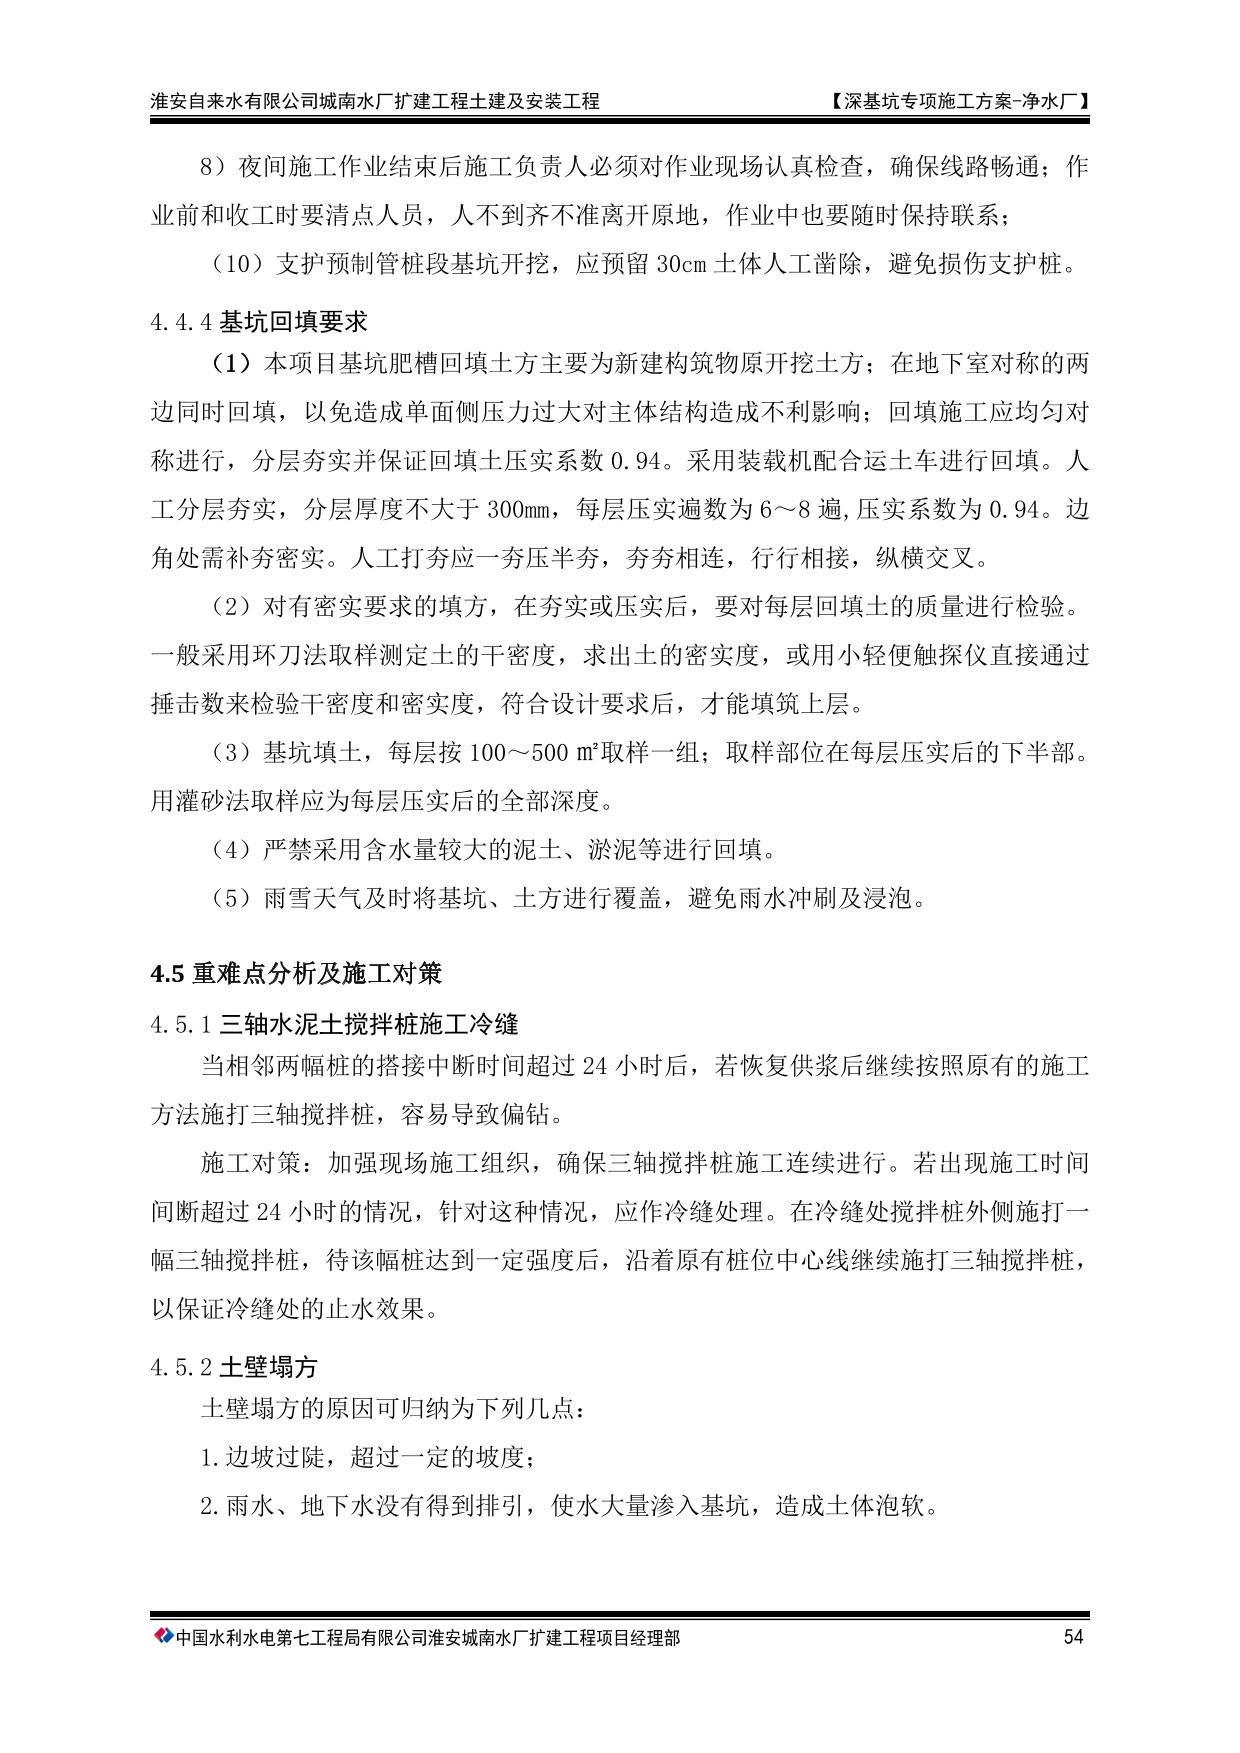 淮安自来水有限公司城南水厂扩建工程土建及安装工程 【深基坑专项施工方案-净水厂】
8）夜间施工作业结束后施工负责人必须对作业现场认真检查，确保线路畅通；作
业前和收工时要清点人员，人不到齐不准离开原地，作业中也要随时保持联系；
（10）支护预制管桩段基坑开挖，应预留 30cm 土体人工凿除，避免损伤支护桩。
4.4.4 基坑回填要求
（1）本项目基坑肥槽回填土方主要为新建构筑物原开挖土方；在地下室对称的两
边同时回填，以免造成单面侧压力过大对主体结构造成不利影响；回填施工应均匀对
称进行，分层夯实并保证回填土压实系数 0.94。采用装载机配合运土车进行回填。人
工分层夯实，分层厚度不大于 300mm，每层压实遍数为 6～8 遍,压实系数为 0.94。边
角处需补夯密实。人工打夯应一夯压半夯，夯夯相连，行行相接，纵横交叉。
（2）对有密实要求的填方，在夯实或压实后，要对每层回填土的质量进行检验。
一般采用环刀法取样测定土的干密度，求出土的密实度，或用小轻便触探仪直接通过
捶击数来检验干密度和密实度，符合设计要求后，才能填筑上层。
（3）基坑填土，每层按 100～500 ㎡取样一组；取样部位在每层压实后的下半部。
用灌砂法取样应为每层压实后的全部深度。
（4）严禁采用含水量较大的泥土、淤泥等进行回填。
（5）雨雪天气及时将基坑、土方进行覆盖，避免雨水冲刷及浸泡。
4.5 重难点分析及施工对策
4.5.1 三轴水泥土搅拌桩施工冷缝
当相邻两幅桩的搭接中断时间超过 24 小时后，若恢复供浆后继续按照原有的施工
方法施打三轴搅拌桩，容易导致偏钻。
施工对策：加强现场施工组织，确保三轴搅拌桩施工连续进行。若出现施工时间
间断超过 24 小时的情况，针对这种情况，应作冷缝处理。在冷缝处搅拌桩外侧施打一
幅三轴搅拌桩，待该幅桩达到一定强度后，沿着原有桩位中心线继续施打三轴搅拌桩，
以保证冷缝处的止水效果。
4.5.2 土壁塌方
土壁塌方的原因可归纳为下列几点：
1.边坡过陡，超过一定的坡度；
2.雨水、地下水没有得到排引，使水大量渗入基坑，造成土体泡软。
中国水利水电第七工程局有限公司淮安城南水厂扩建工程项目经理部 54